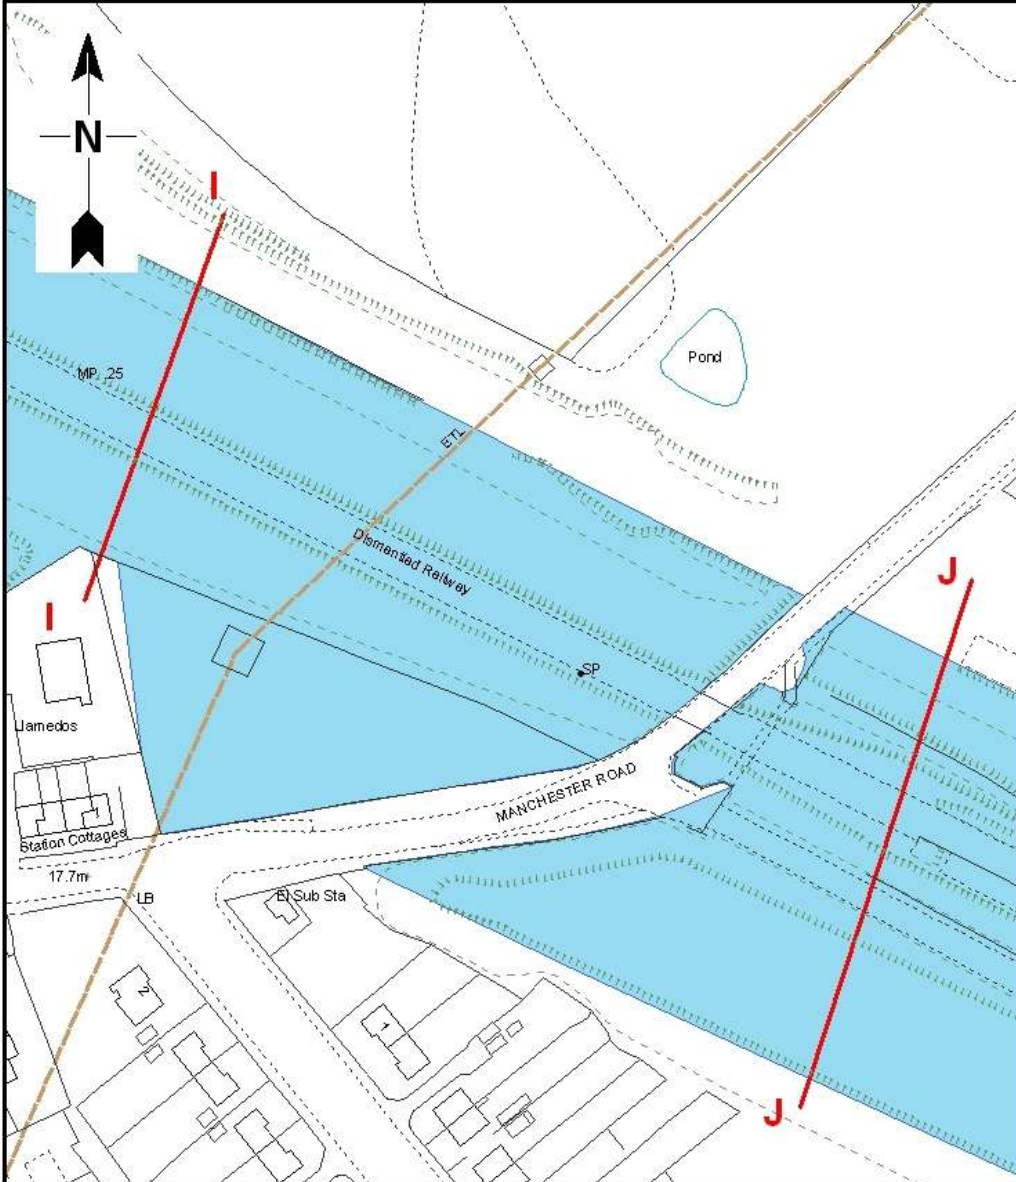 N
I
Pond
MP .25
ETL
Dismantled Railway
J
I
SP
Llamedos
MANCHESTER ROAD
1
Station Cottages
17.7m
LB
El Sub Sta
2
1
J